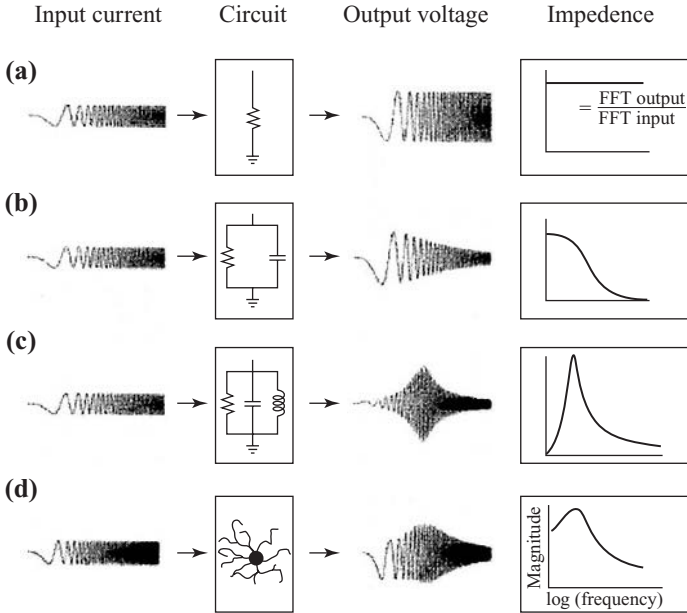 Input current Circuit Output voltage Impedence
(a)
= FFT output
FFT input
(b)
(c)
(d)
Magnitude
log (frequency)